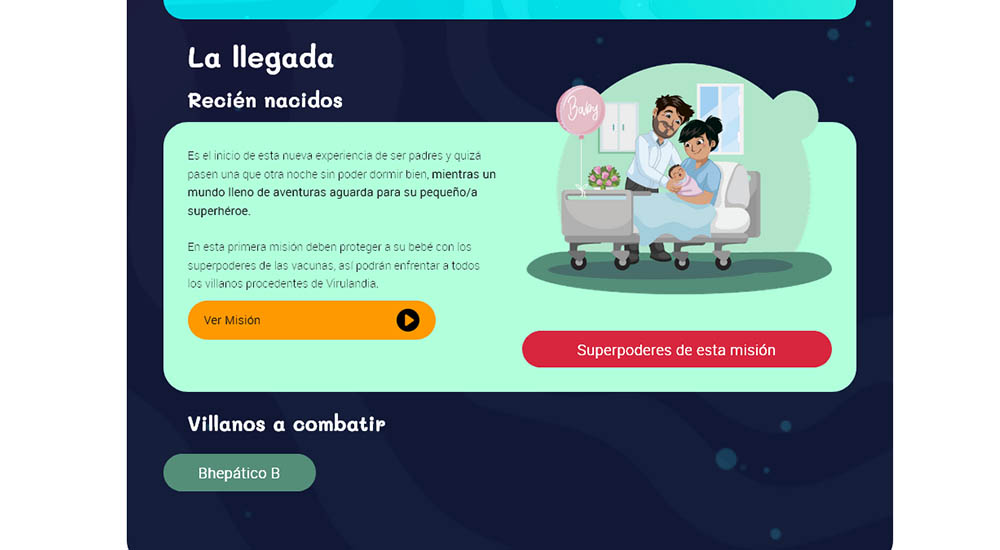 La llegada
Recién nacidos
Es el inicio de esta nueva experiencia de ser padres y quizá
pasen una que otra noche sin poder dormir bien, mientras un
mundo lleno de aventuras aguarda para su pequeño/a
superhéroe.
En esta primera misión deben proteger a su bebé con los
superpoderes de las vacunas, así podrán enfrentar a todos
los villanos procedentes de Virulandia.
Ver Misión
Baby
Superpoderes de esta misión
Villanos a combatir
Bhepático B